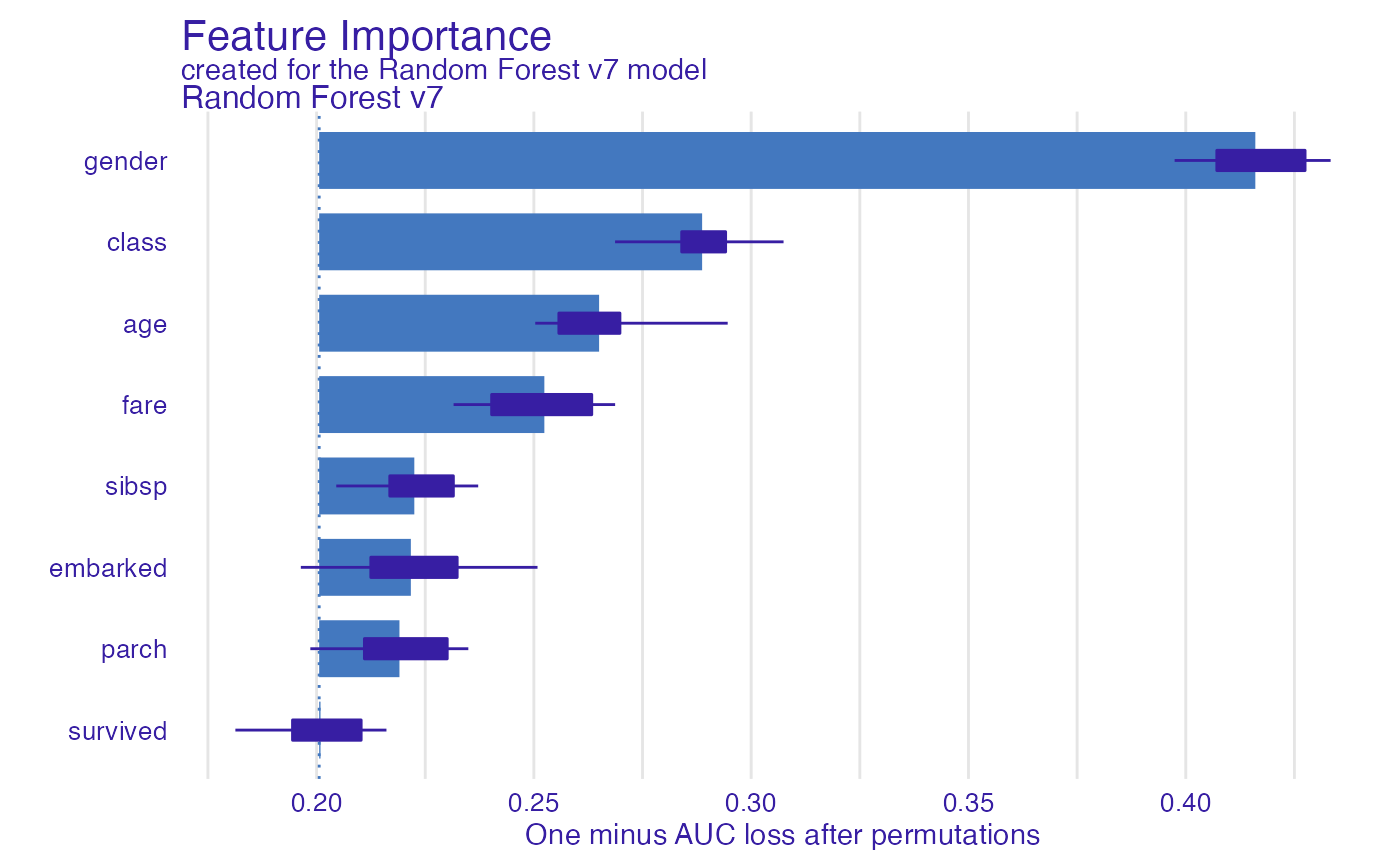 Feature Importance
created for the Random Forest v7 model
Random Forest v7
gender
class
age
fare
sibsp
embarked
parch
survived
0.20 0.25 0.30 0.35 0.40
One minus AUC loss after permutations